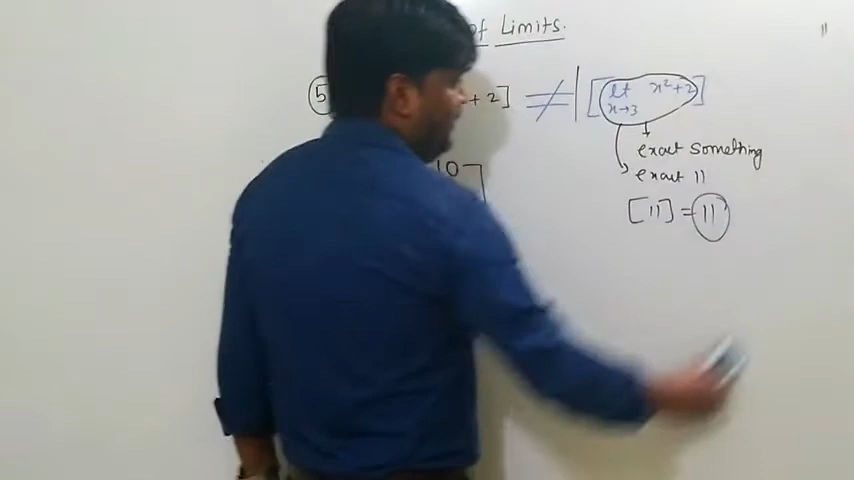 of Limits.
11
5 + 2] ≠ [lt x→3 x²+2]
exact something
exact 11
10
[11] = 11